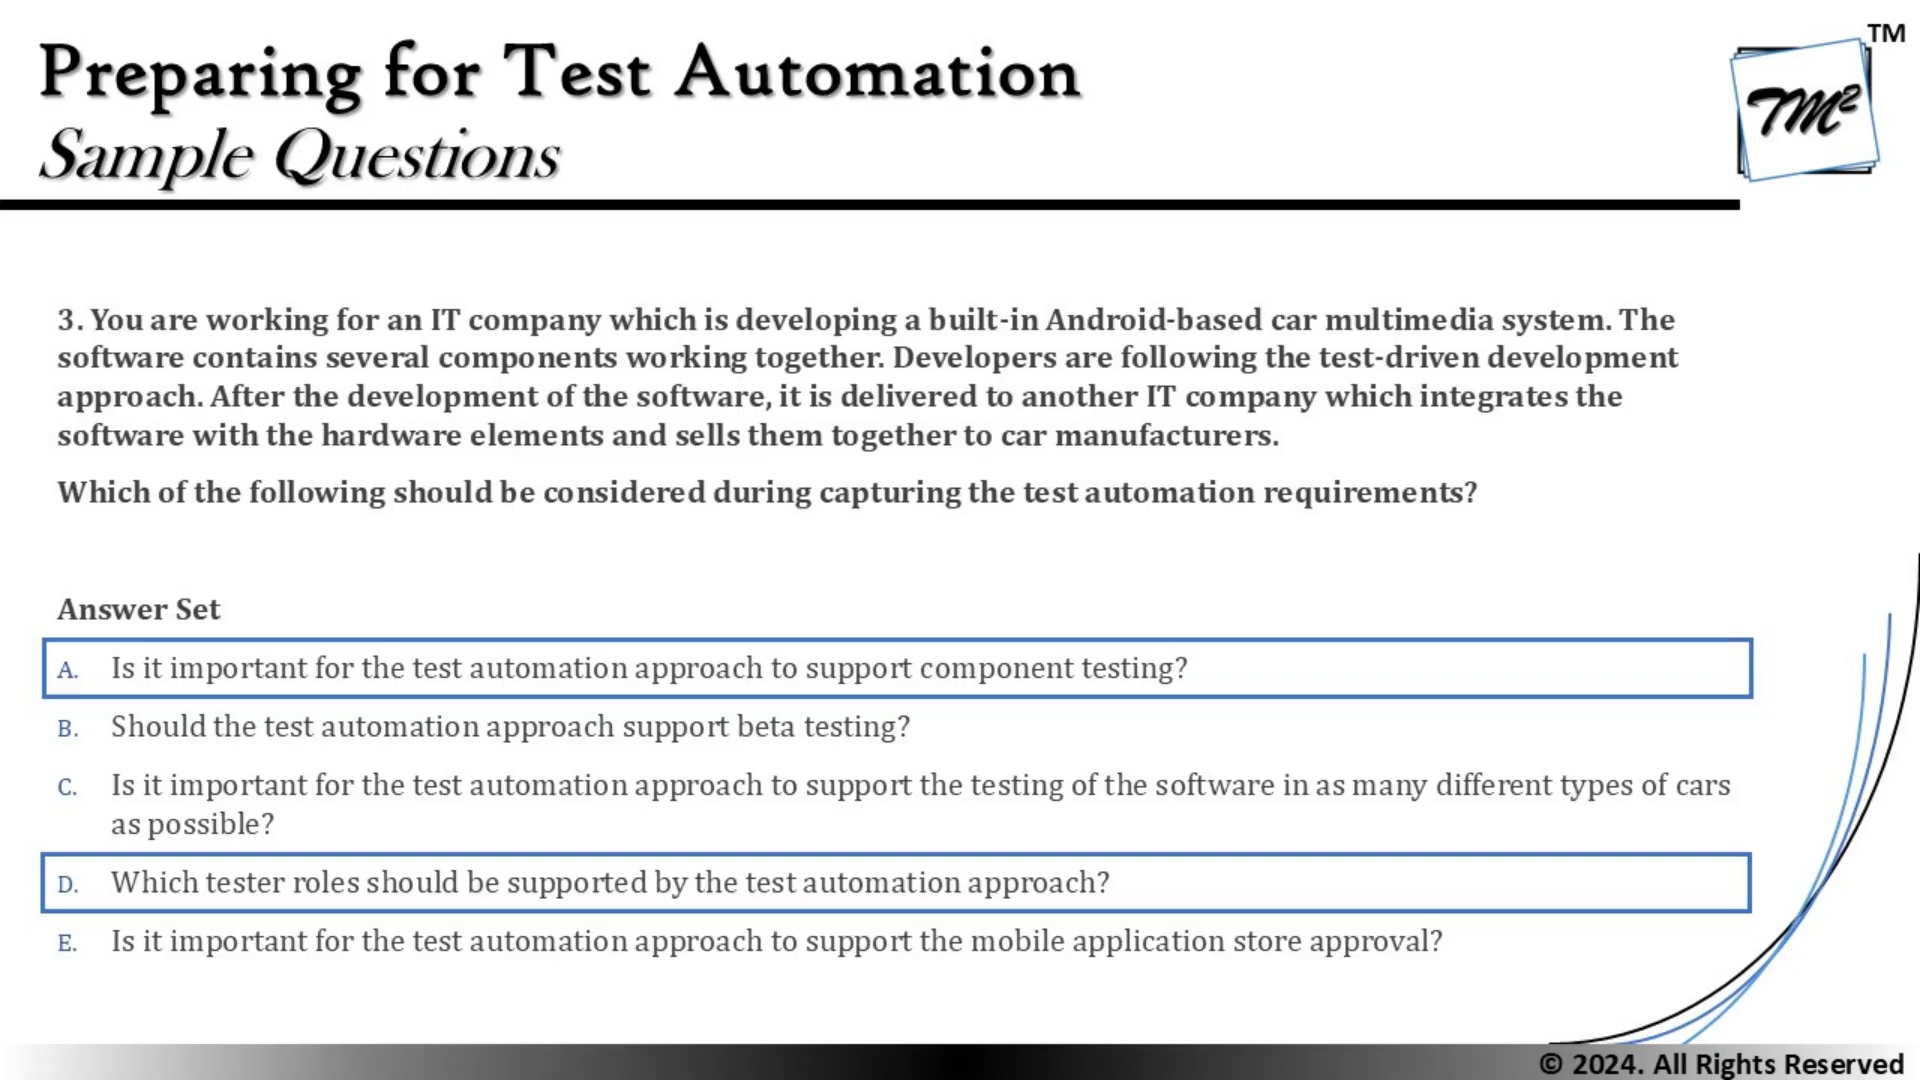 Preparing for Test Automation
Sample Questions
TM
TM²
3. You are working for an IT company which is developing a built-in Android-based car multimedia system. The
software contains several components working together. Developers are following the test-driven development
approach. After the development of the software, it is delivered to another IT company which integrates the
software with the hardware elements and sells them together to car manufacturers.
Which of the following should be considered during capturing the test automation requirements?
Answer Set
A. Is it important for the test automation approach to support component testing?
B. Should the test automation approach support beta testing?
C. Is it important for the test automation approach to support the testing of the software in as many different types of cars
as possible?
D. Which tester roles should be supported by the test automation approach?
E. Is it important for the test automation approach to support the mobile application store approval?
© 2024. All Rights Reserved